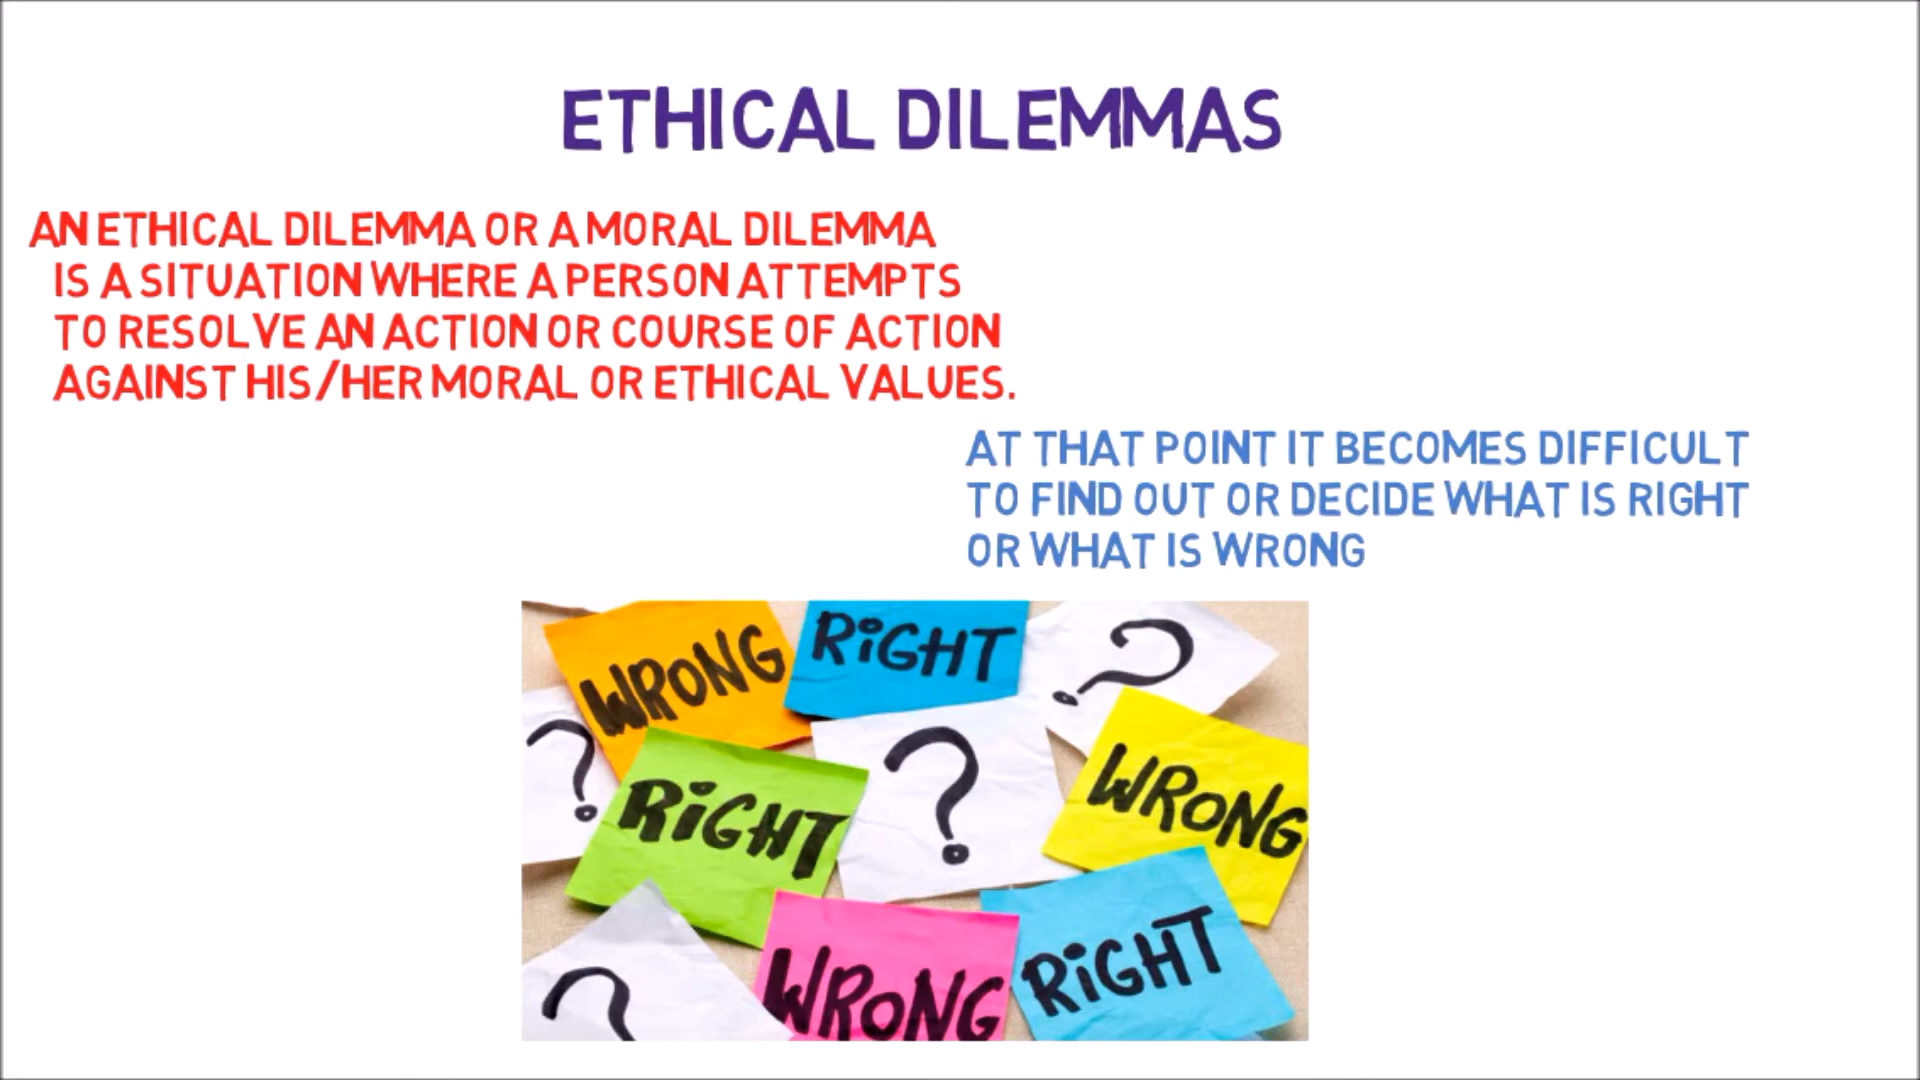 ETHICAL DILEMMAS
AN ETHICAL DILEMMA OR A MORAL DILEMMA
IS A SITUATION WHERE A PERSON ATTEMPTS
TO RESOLVE AN ACTION OR COURSE OF ACTION
AGAINST HIS/HER MORAL OR ETHICAL VALUES.
AT THAT POINT IT BECOMES DIFFICULT
TO FIND OUT OR DECIDE WHAT IS RIGHT
OR WHAT IS WRONG
WRONG
RiGHT
?
?
RiGHT
?
WRONG
?
WRONG
RiGHT